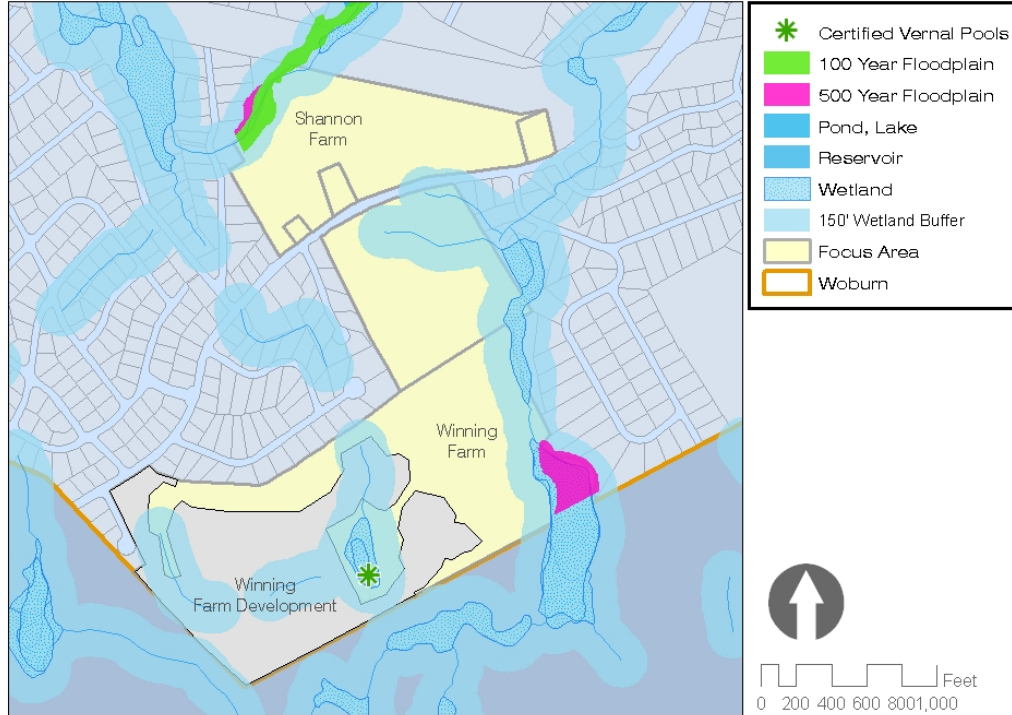 Shannon
Farm
Winning
Farm
Winning
Farm Development
Certified Vernal Pools
100 Year Floodplain
500 Year Floodplain
Pond, Lake
Reservoir
Wetland
150' Wetland Buffer
Focus Area
Woburn
Feet
0 200 400 600 8001,000